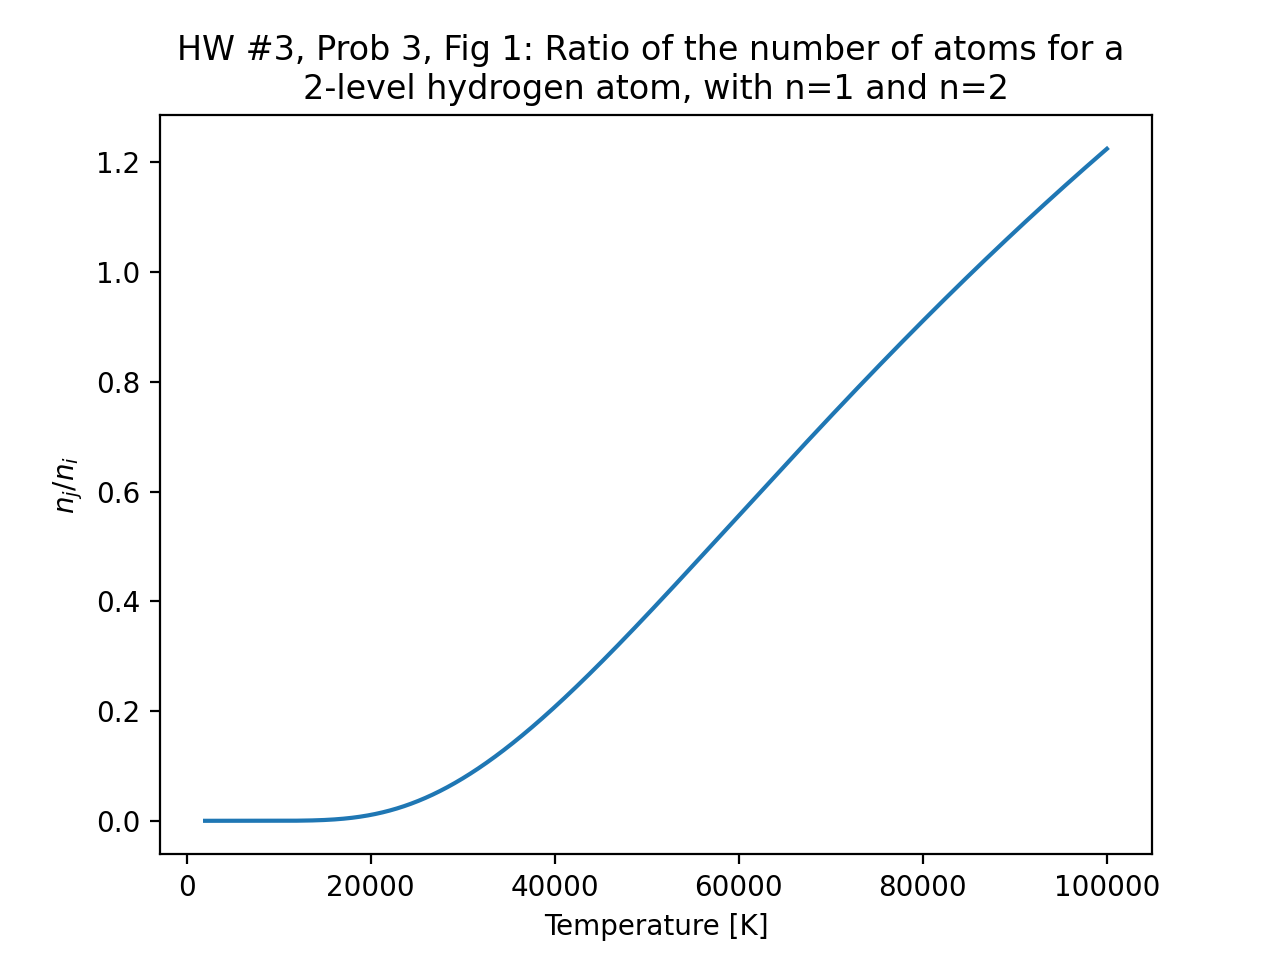 HW #3, Prob 3, Fig 1: Ratio of the number of atoms for a
2-level hydrogen atom, with n=1 and n=2
1.2
1.0
0.8
0.6
0.4
0.2
0.0
n_j/n_i
0 20000 40000 60000 80000 100000
Temperature [K]